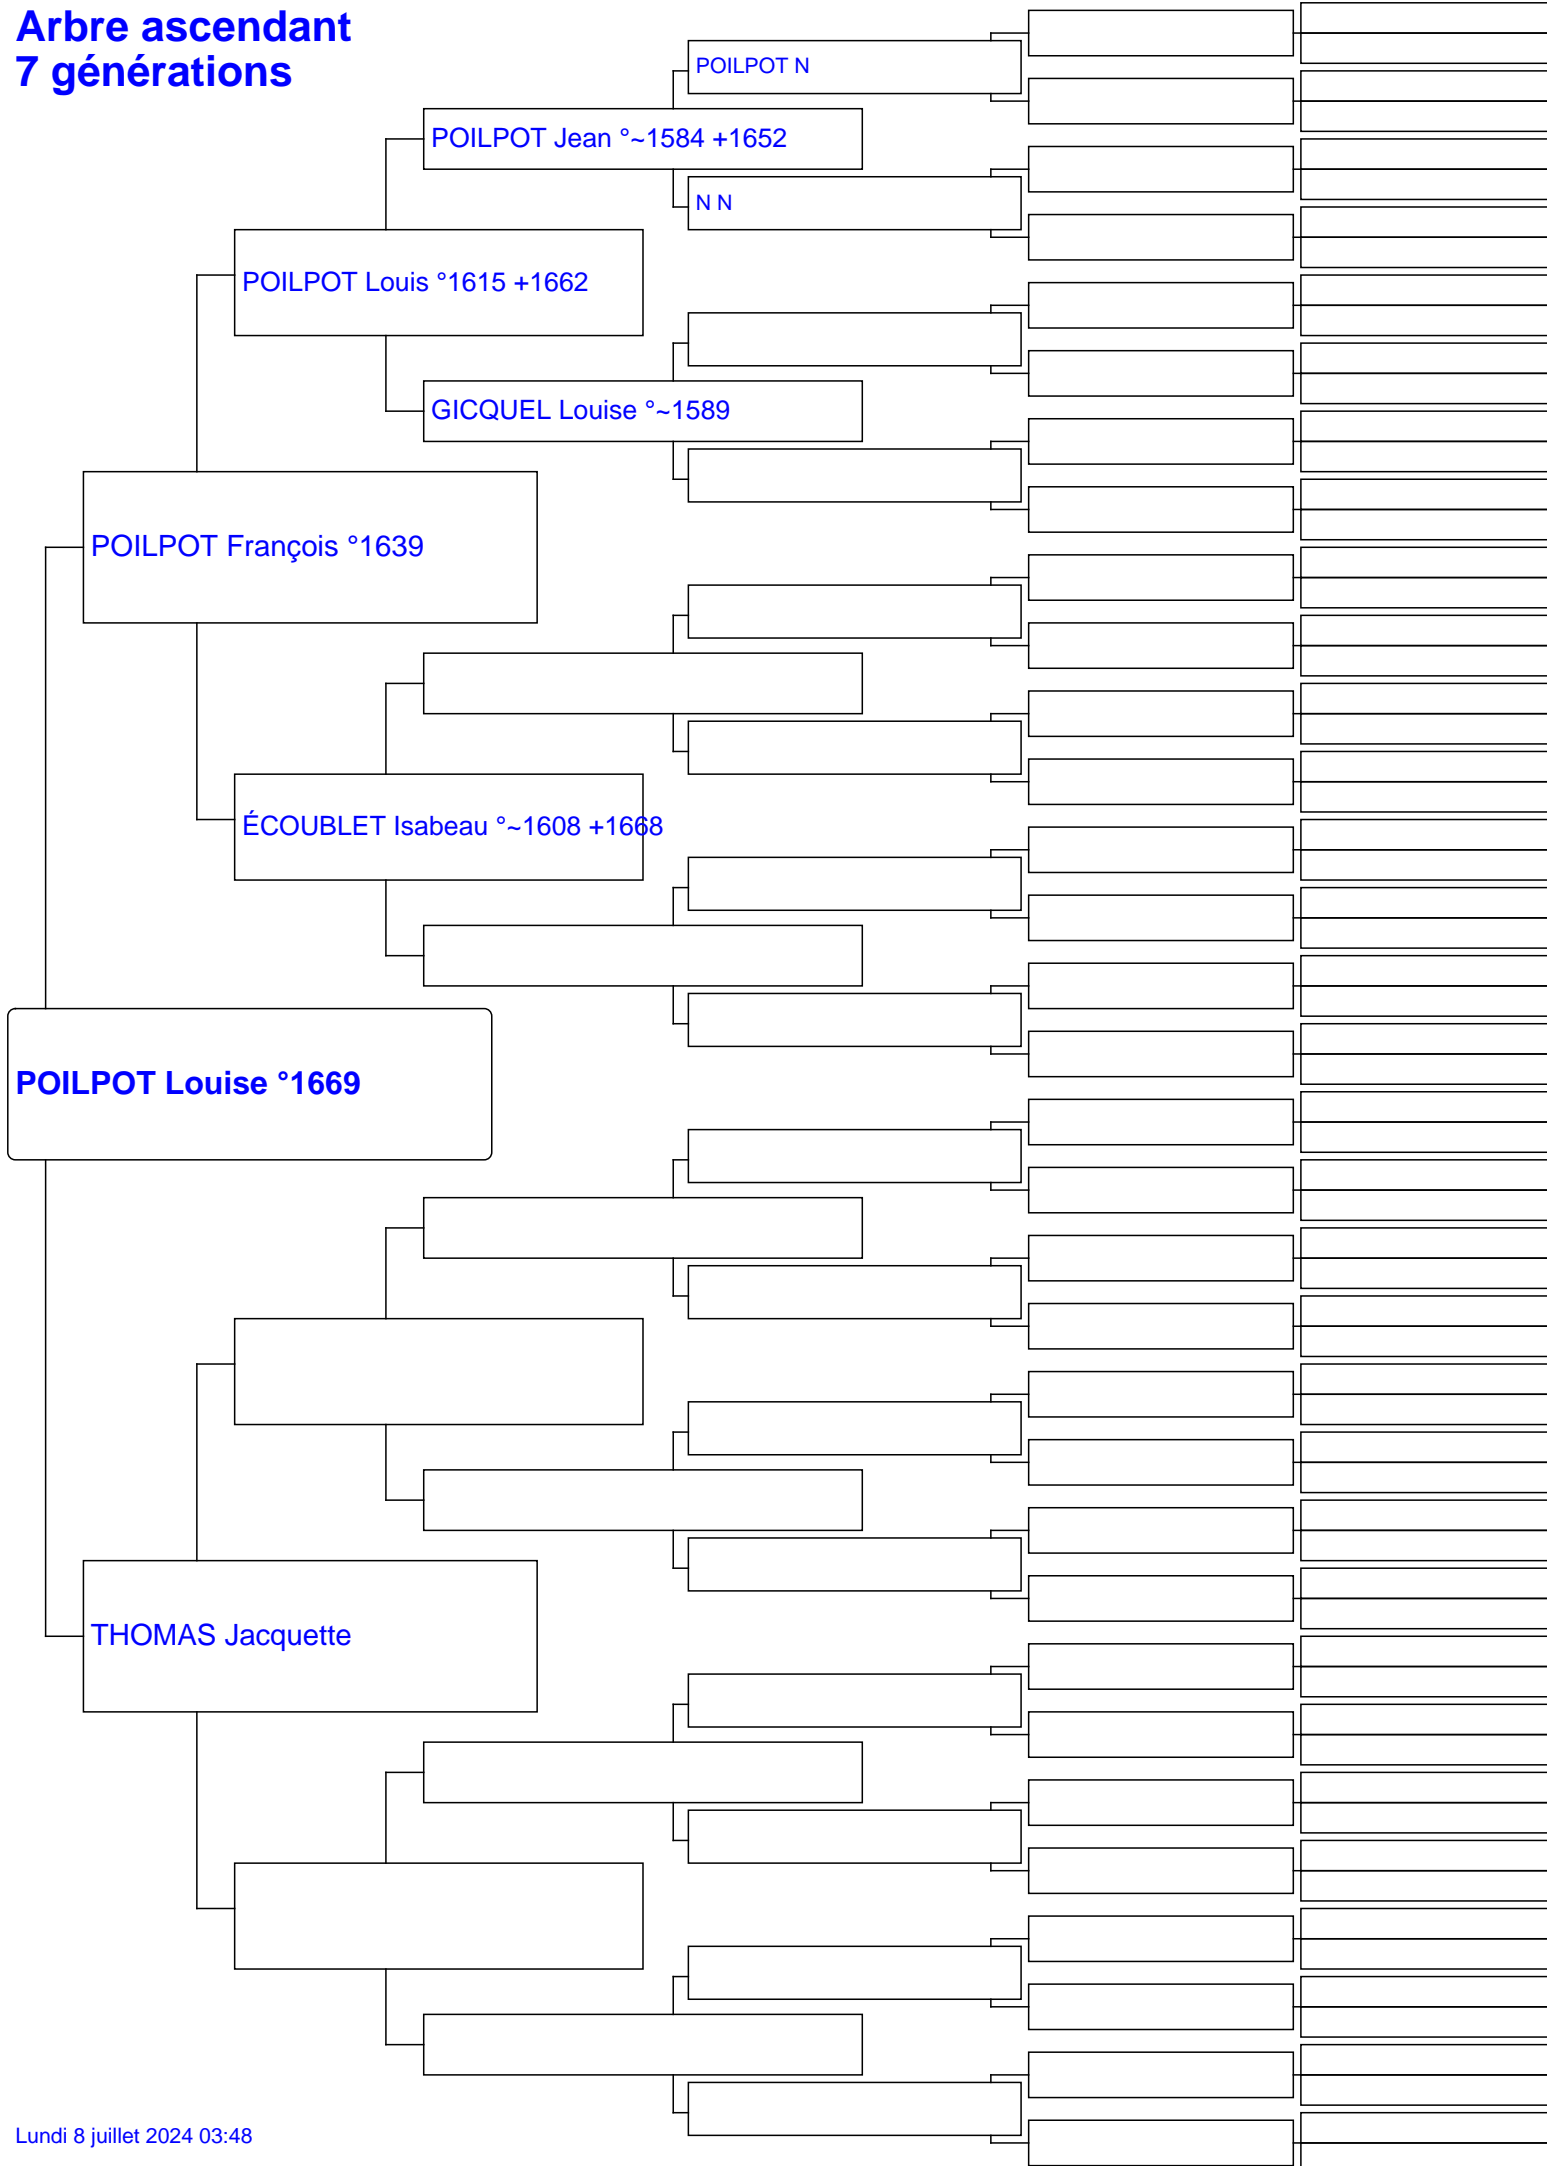 Arbre ascendant
7 générations
POILPOT N
POILPOT Jean °~1584 +1652
N N
POILPOT Louis °1615 +1662
GICQUEL Louise °~1589
POILPOT François °1639
ÉCOUBLET Isabeau °~1608 +1668
POILPOT Louise °1669
THOMAS Jacquette
Lundi 8 juillet 2024 03:48